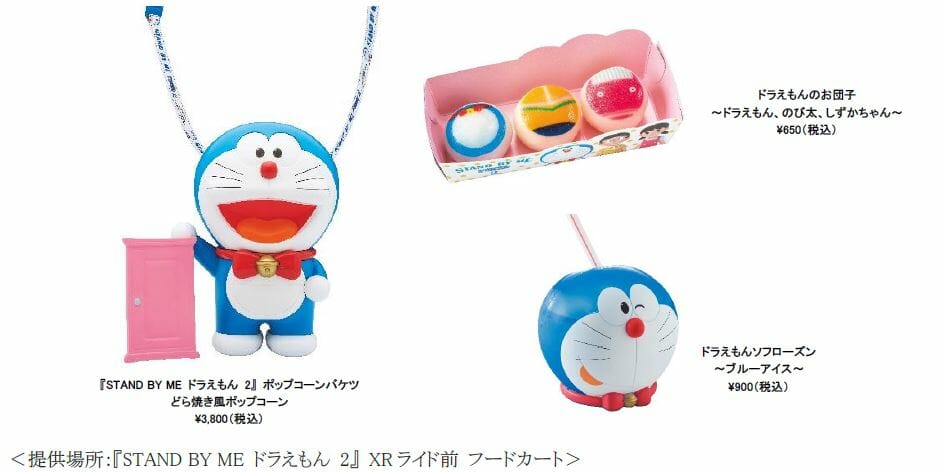 『STAND BY ME ドラえもん 2』 ポップコーンバケツ
どら焼き風ポップコーン
¥3,800(税込)
STAND BY ME
ドラえもんのお団子
～ドラえもん、のび太、しずかちゃん～
¥650(税込)
ドラえもんソフローズン
～ブルーアイス～
¥900(税込)
＜提供場所:『STAND BY ME ドラえもん 2』 XRライド前 フードカート＞